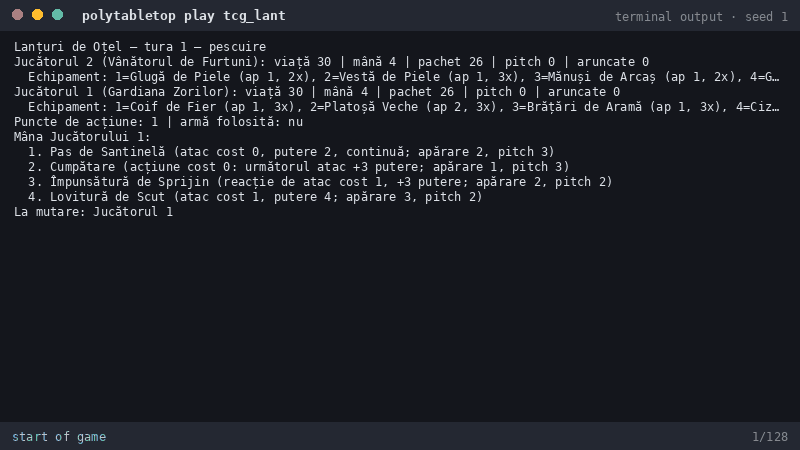 polytabletop play tcg_lant
terminal output · seed 1
Lanțuri de Oțel — tura 1 — pescuire
Jucătorul 2 (Vânătorul de Furtuni): viață 30 | mână 4 | pachet 26 | pitch 0 | aruncate 0
Echipament: 1=Glugă de Piele (ap 1, 2x), 2=Vestă de Piele (ap 1, 3x), 3=Mănuși de Arcaș (ap 1, 2x), 4=G…
Jucătorul 1 (Gardiana Zorilor): viață 30 | mână 4 | pachet 26 | pitch 0 | aruncate 0
Echipament: 1=Coif de Fier (ap 1, 3x), 2=Platoșă Veche (ap 2, 3x), 3=Brățări de Aramă (ap 1, 3x), 4=Ciz…
Puncte de acțiune: 1 | armă folosită: nu
Mâna Jucătorului 1:
1. Pas de Santinelă (atac cost 0, putere 2, continuă; apărare 2, pitch 3)
2. Cumpătare (acțiune cost 0: următorul atac +3 putere; apărare 1, pitch 3)
3. Împunsătură de Sprijin (reacție de atac cost 1, +3 putere; apărare 2, pitch 2)
4. Lovitură de Scut (atac cost 1, putere 4; apărare 3, pitch 2)
La mutare: Jucătorul 1
start of game
1/128